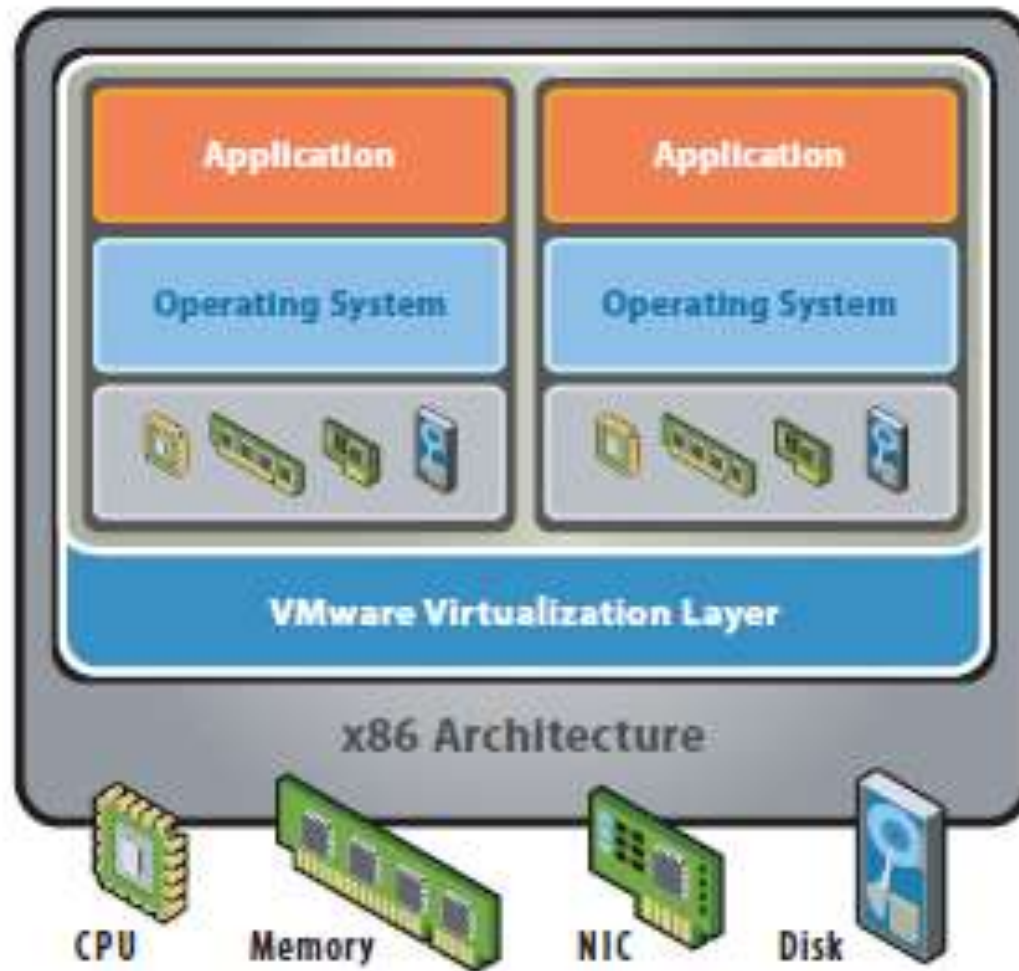 Application
Application
Operating System
Operating System
VMware Virtualization Layer
x86 Architecture
CPU
Memory
NIC
Disk